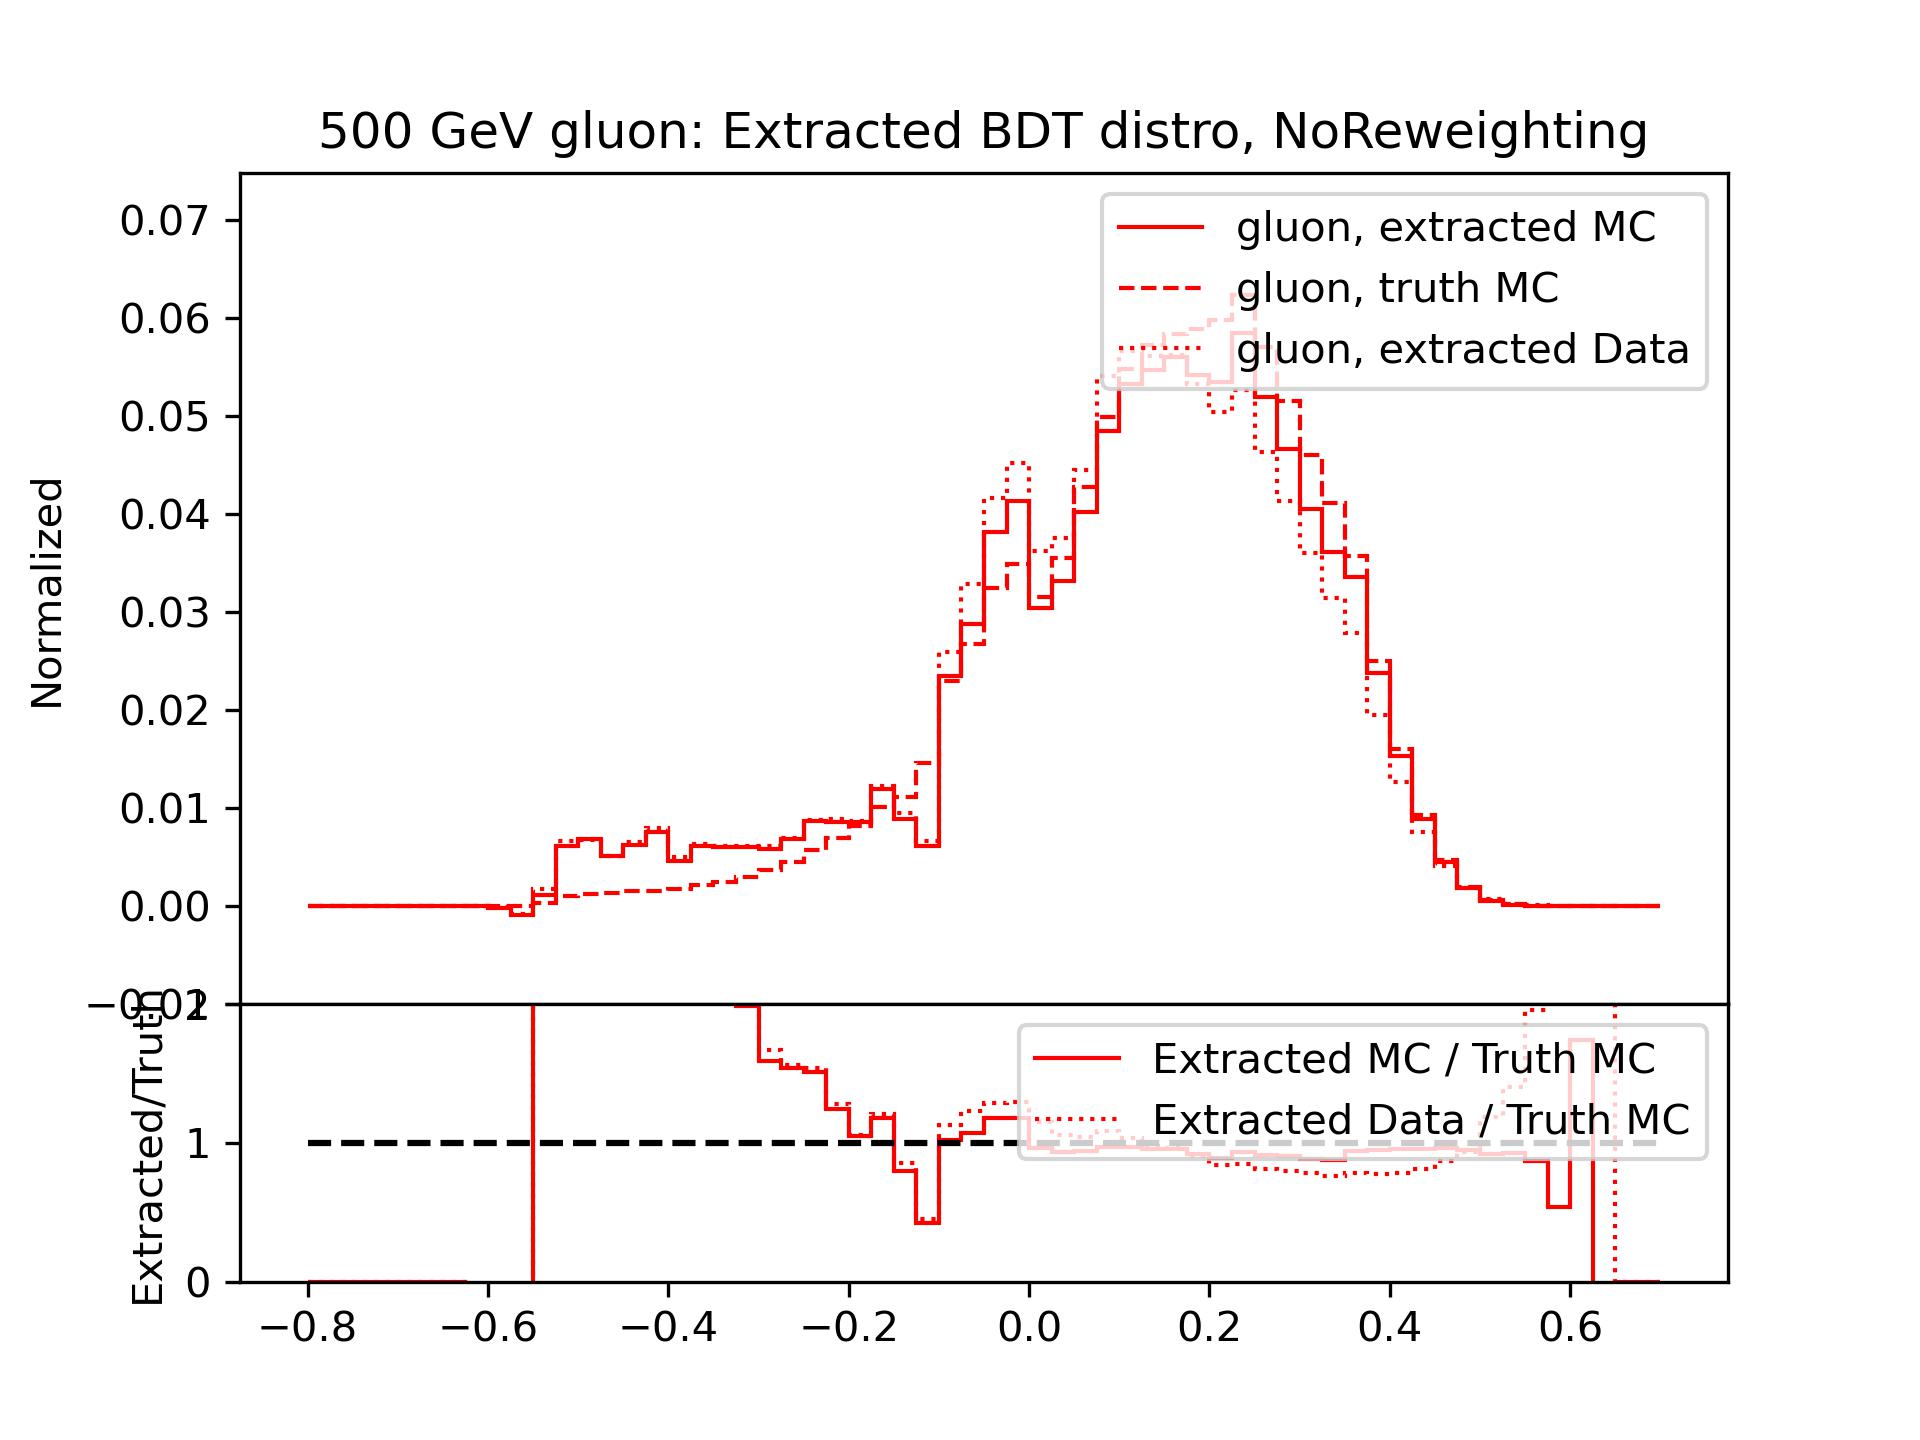 500 GeV gluon: Extracted BDT distro, NoReweighting
gluon, extracted MC
gluon, truth MC
gluon, extracted Data
Normalized
0.07
0.06
0.05
0.04
0.03
0.02
0.01
0.00
−0.01
Extracted MC / Truth MC
Extracted Data / Truth MC
Extracted/Truth
2
1
0
−0.8 −0.6 −0.4 −0.2 0.0 0.2 0.4 0.6